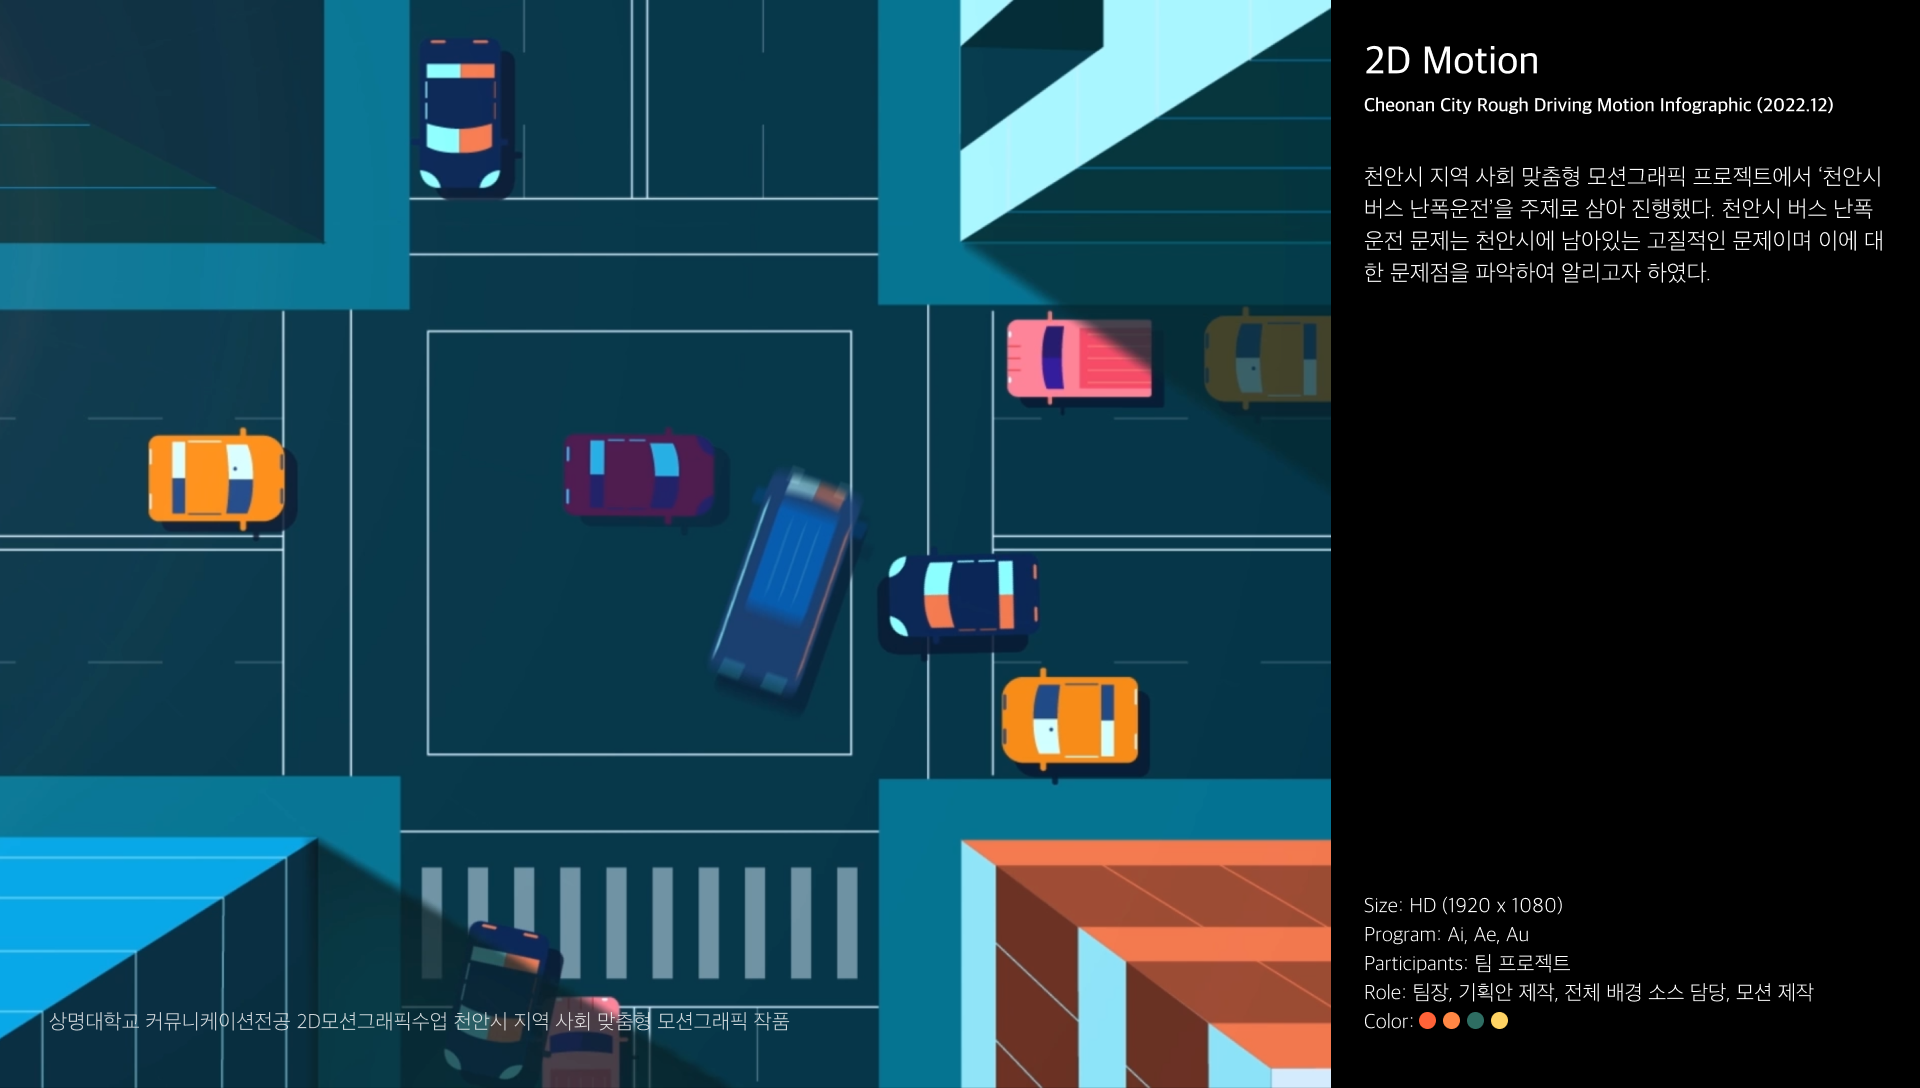 2D Motion
Cheonan City Rough Driving Motion Infographic (2022.12)
천안시 지역 사회 맞춤형 모션그래픽 프로젝트에서 ‘천안시
버스 난폭운전’을 주제로 삼아 진행했다. 천안시 버스 난폭
운전 문제는 천안시에 남아있는 고질적인 문제이며 이에 대
한 문제점을 파악하여 알리고자 하였다.
Size: HD (1920 x 1080)
Program: Ai, Ae, Au
Participants: 팀 프로젝트
Role: 팀장, 기획안 제작, 전체 배경 소스 담당, 모션 제작
Color:
상명대학교 커뮤니케이션전공 2D모션그래픽수업 천안시 지역 사회 맞춤형 모션그래픽 작품